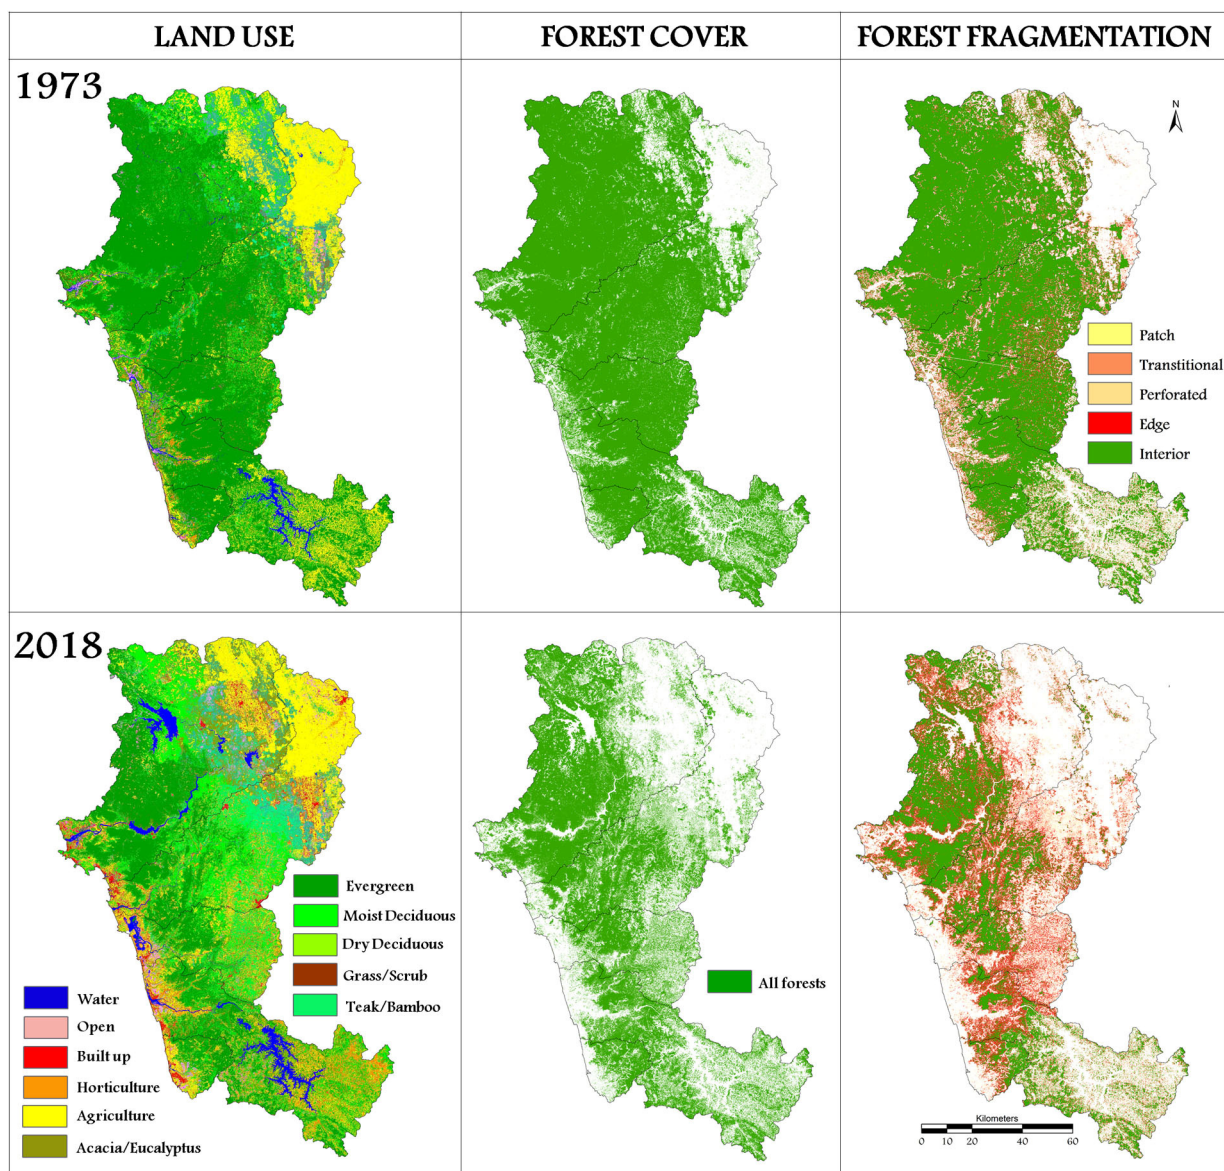 LAND USE
FOREST COVER
FOREST FRAGMENTATION
1973
N
Patch
Transtitional
Perforated
Edge
Interior
2018
Evergreen
Moist Deciduous
Dry Deciduous
Grass/Scrub
Teak/Bamboo
Water
Open
Built up
Horticulture
Agriculture
Acacia/Eucalyptus
All forests
Kilometers
0 10 20 40 60